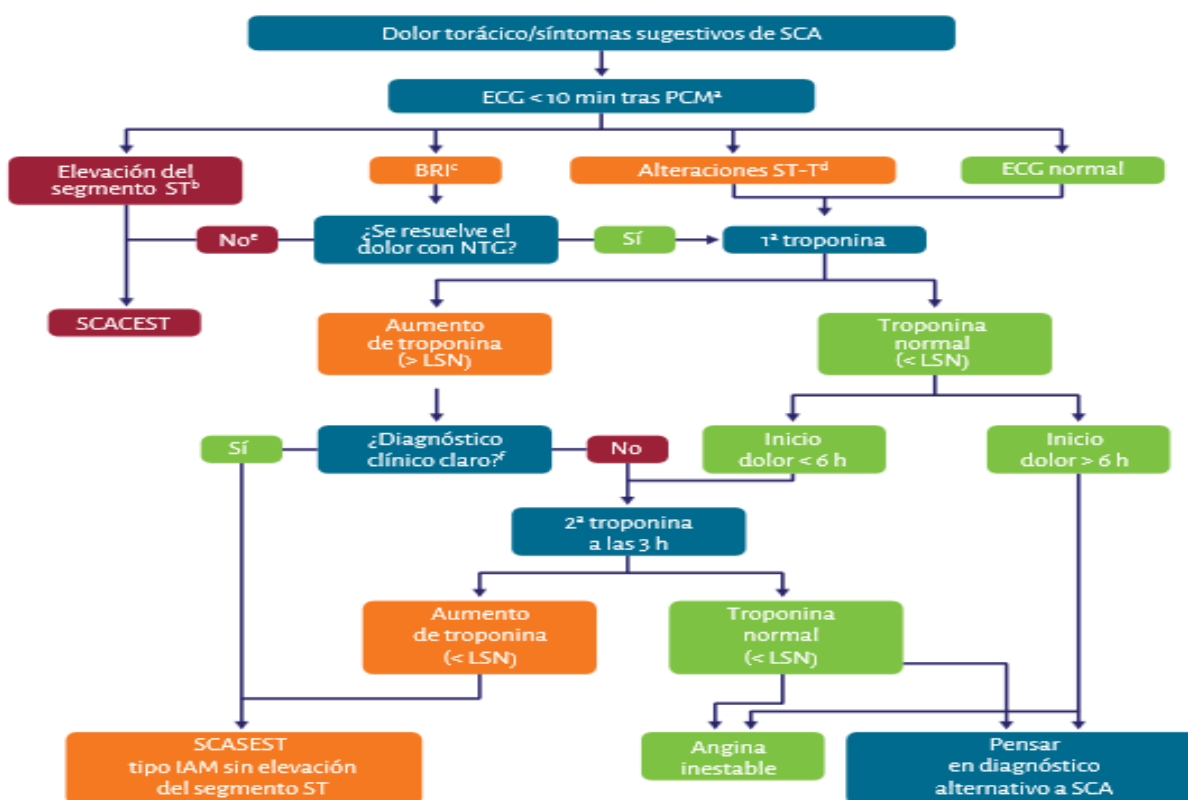 Dolor torácico/síntomas sugestivos de SCA
ECG < 10 min tras PCMª
Elevación del
segmento STᵇ
BRIᶜ
Alteraciones ST-Tᵈ
ECG normal
Noᵉ
¿Se resuelve el
dolor con NTG?
Sí
1ª troponina
SCACEST
Aumento
de troponina
(> LSN)
Troponina
normal
(< LSN)
Sí
¿Diagnóstico
clínico claro?ᶠ
No
Inicio
dolor < 6 h
Inicio
dolor > 6 h
2ª troponina
a las 3 h
Aumento
de troponina
(< LSN)
Troponina
normal
(< LSN)
SCASEST
tipo IAM sin elevación
del segmento ST
Angina
inestable
Pensar
en diagnóstico
alternativo a SCA